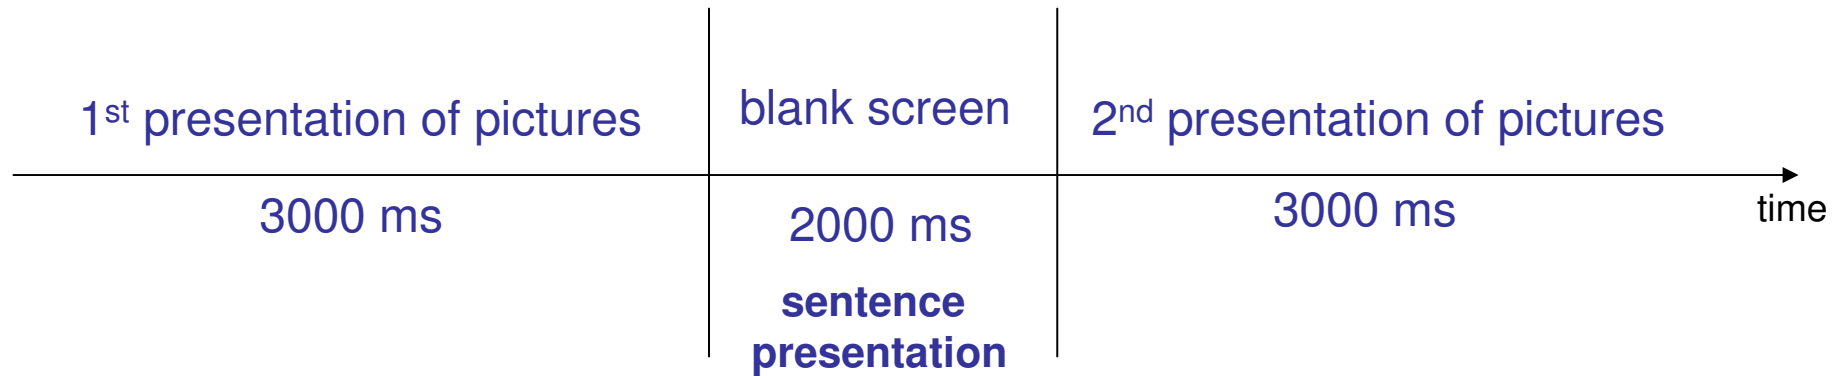 1st presentation of pictures
blank screen
2nd presentation of pictures
3000 ms
2000 ms
3000 ms
time
sentence
presentation